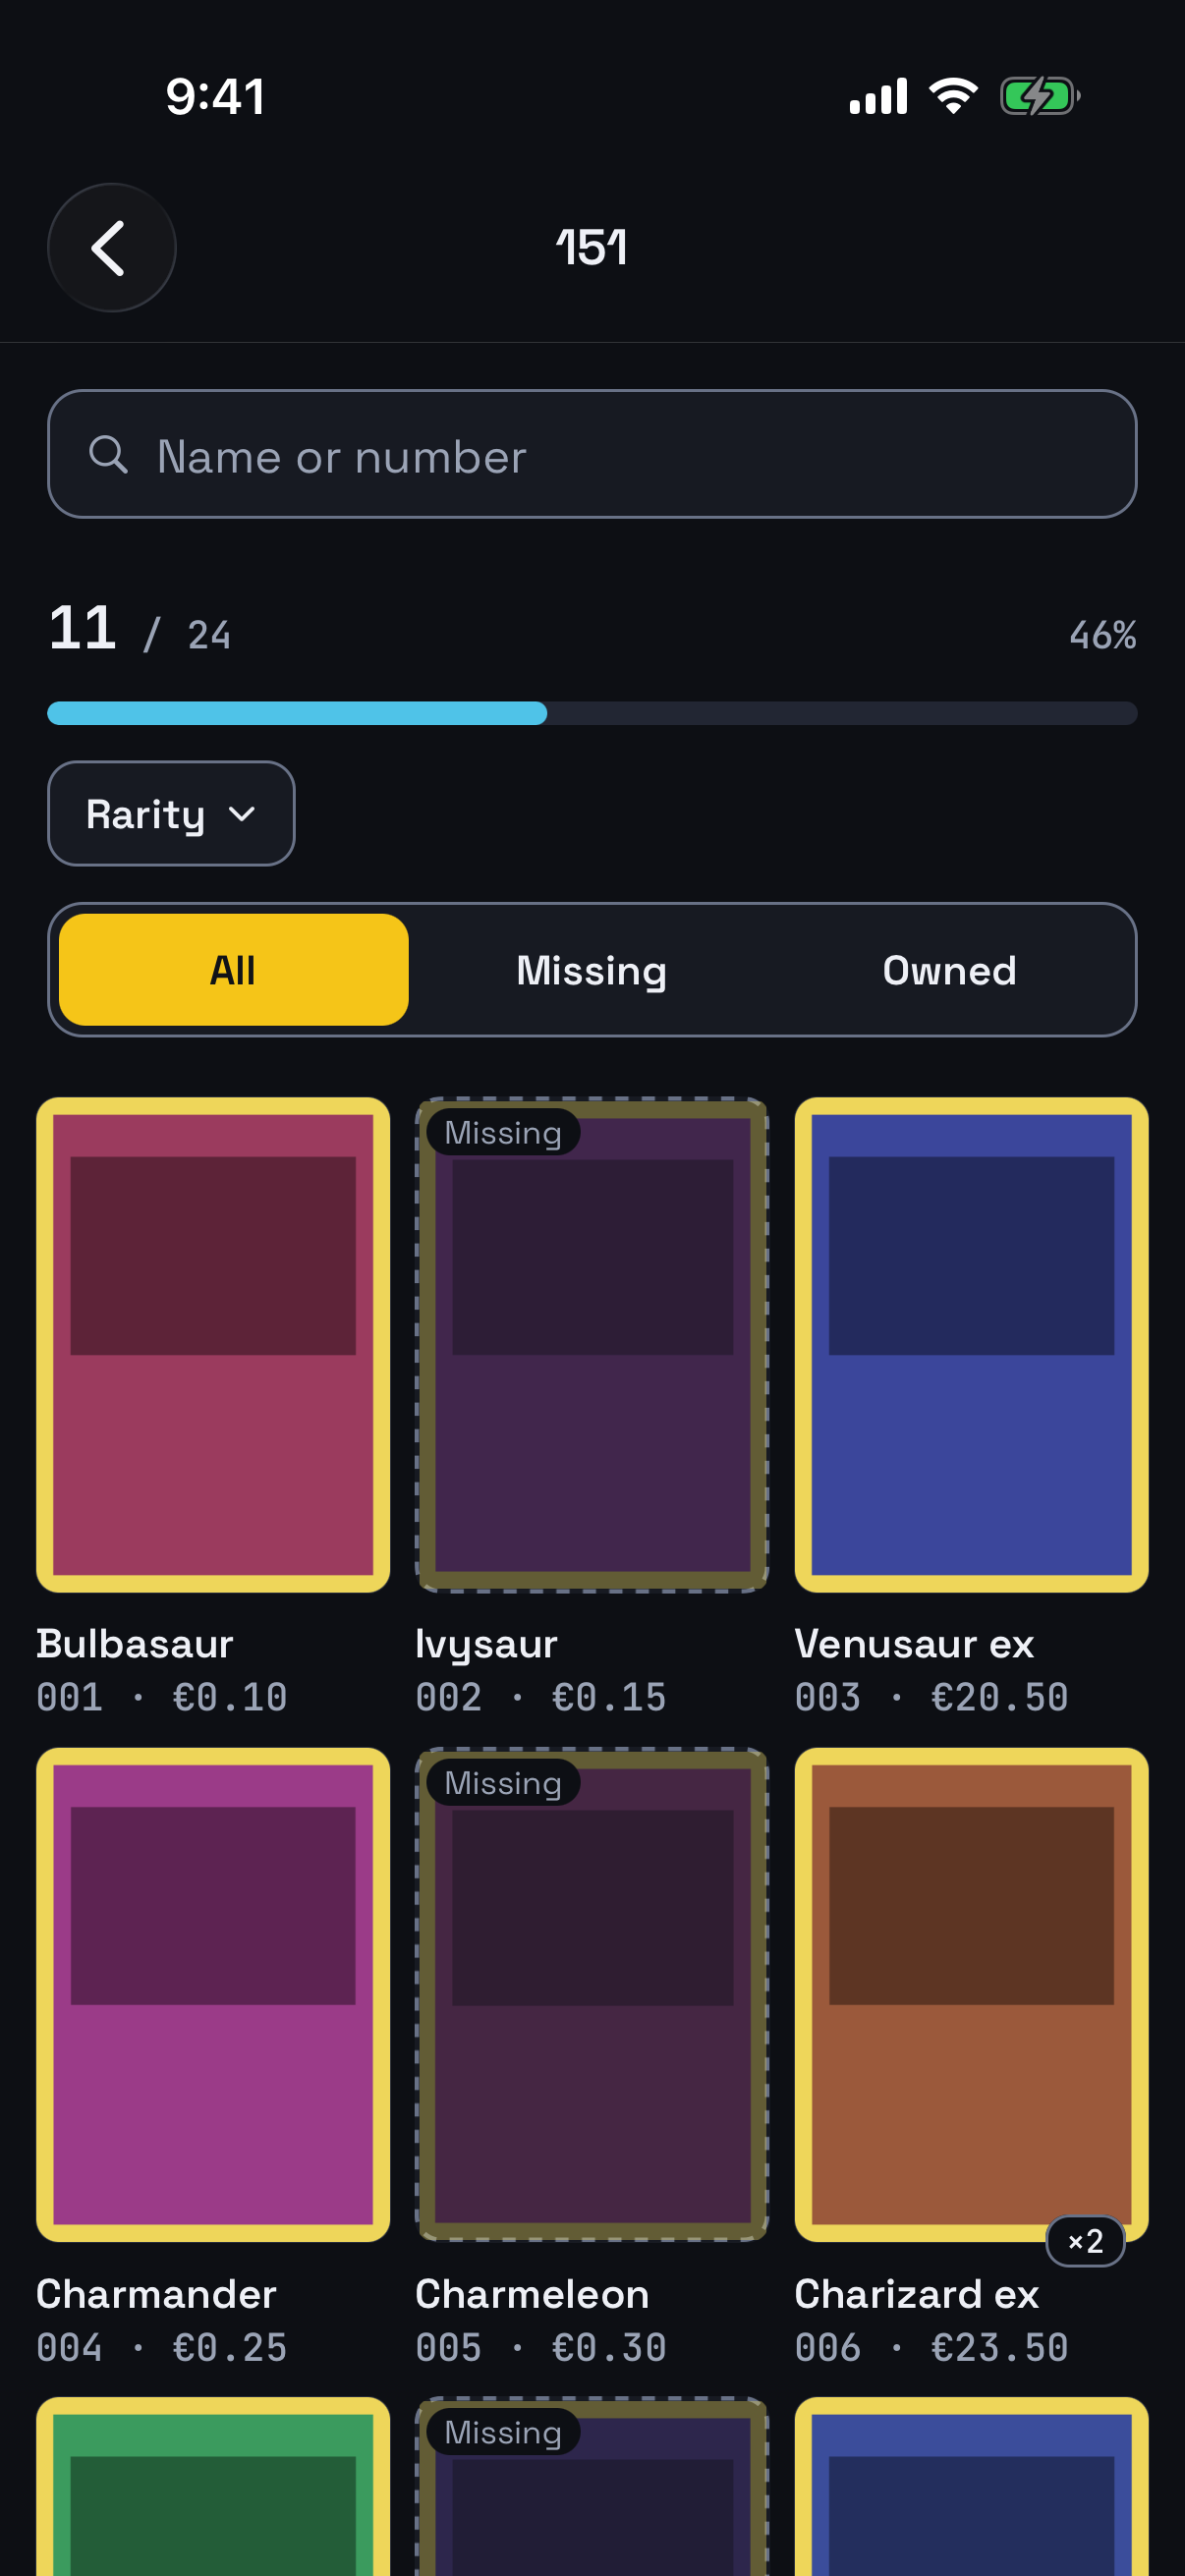 9:41
151
Name or number
11 / 24 46%
Rarity
All Missing Owned
Missing
Bulbasaur Ivysaur Venusaur ex
001 · €0.10 002 · €0.15 003 · €20.50
Missing
×2
Charmander Charmeleon Charizard ex
004 · €0.25 005 · €0.30 006 · €23.50
Missing